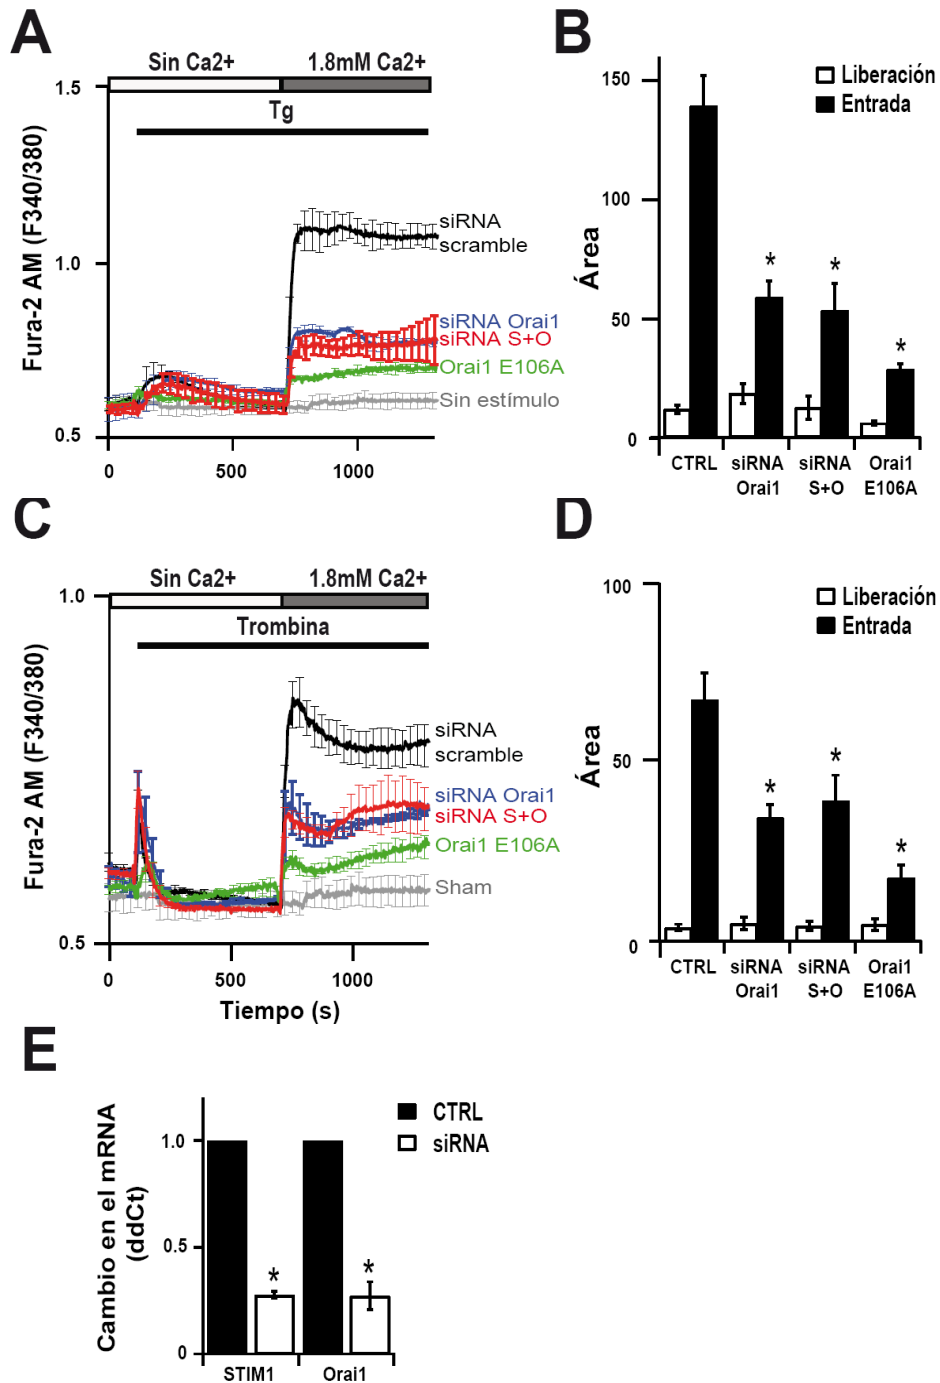 A
Sin Ca2+
1.8mM Ca2+
Tg
Fura-2 AM (F340/380)
1.5
1.0
0.5
siRNA
scramble
siRNA Orai1
siRNA S+O
Orai1 E106A
Sin estímulo
0
500
1000
B
Liberación
Entrada
Área
150
100
50
0
*
*
*
CTRL
siRNA
Orai1
siRNA
S+O
Orai1
E106A
C
Sin Ca2+
1.8mM Ca2+
Trombina
Fura-2 AM (F340/380)
1.0
0.5
siRNA
scramble
siRNA Orai1
siRNA S+O
Orai1 E106A
Sham
0
500
1000
Tiempo (s)
D
Liberación
Entrada
Área
100
50
0
*
*
*
CTRL
siRNA
Orai1
siRNA
S+O
Orai1
E106A
E
CTRL
siRNA
Cambio en el mRNA
(ddCt)
1.0
0.5
0
*
*
STIM1
Orai1